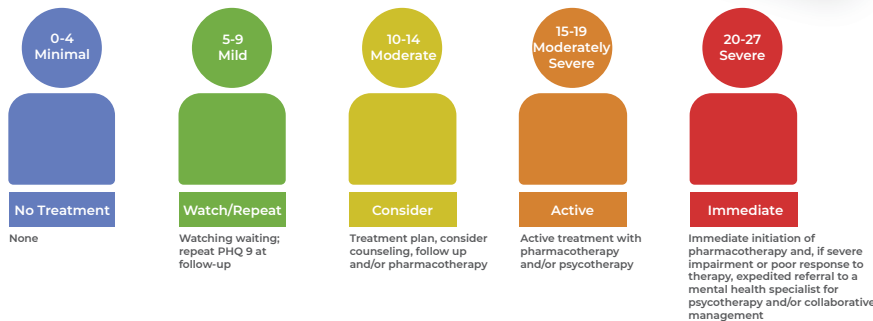 0-4
Minimal
5-9
Mild
10-14
Moderate
15-19
Moderately
Severe
20-27
Severe
No Treatment
Watch/Repeat
Consider
Active
Immediate
None
Watching waiting;
repeat PHQ 9 at
follow-up
Treatment plan, consider
counseling, follow up
and/or pharmacotherapy
Active treatment with
pharmacotherapy
and/or psycotherapy
Immediate initiation of
pharmacotherapy and, if severe
impairment or poor response to
therapy, expedited referral to a
mental health specialist for
psycotherapy and/or collaborative
management